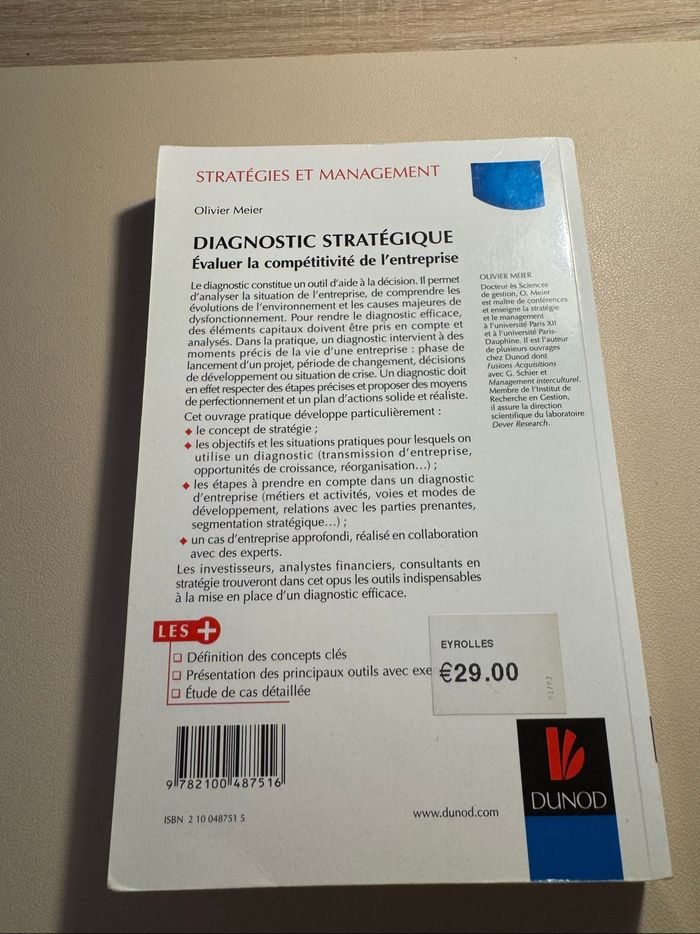 STRATÉGIES ET MANAGEMENT
Olivier Meier
DIAGNOSTIC STRATÉGIQUE
Évaluer la compétitivité de l'entreprise
Le diagnostic constitue un outil d'aide à la décision. Il permet
d'analyser la situation de l'entreprise, de comprendre les
évolutions de l'environnement et les causes majeures de
dysfonctionnement. Pour rendre le diagnostic efficace,
des éléments capitaux doivent être pris en compte et
analysés. Dans la pratique, un diagnostic intervient à des
moments précis de la vie d'une entreprise : phase de
lancement d'un projet, période de changement, décisions
de développement ou situation de crise. Un diagnostic doit
en effet respecter des étapes précises et proposer des moyens
de perfectionnement et un plan d'actions solide et réaliste.
Cet ouvrage pratique développe particulièrement :
◆ le concept de stratégie ;
◆ les objectifs et les situations pratiques pour lesquels on
utilise un diagnostic (transmission d'entreprise,
opportunités de croissance, réorganisation...) ;
◆ les étapes à prendre en compte dans un diagnostic
d'entreprise (métiers et activités, voies et modes de
développement, relations avec les parties prenantes,
segmentation stratégique...) ;
◆ un cas d'entreprise approfondi, réalisé en collaboration
avec des experts.
Les investisseurs, analystes financiers, consultants en
stratégie trouveront dans cet opus les outils indispensables
à la mise en place d'un diagnostic efficace.
OLIVIER MEIER
Docteur ès Sciences
de gestion, O. Meier
est maître de conférences
et enseigne la stratégie
et le management
à l'université Paris XII
et à l'université Paris-
Dauphine. Il est l'auteur
de plusieurs ouvrages
chez Dunod dont
Fusions Acquisitions
avec G. Schier et
Management interculturel.
Membre de l'Institut de
Recherche en Gestion,
il assure la direction
scientifique du laboratoire
Dever Research.
LES +
❑ Définition des concepts clés
❑ Présentation des principaux outils avec exe
❑ Étude de cas détaillée
EYROLLES
€29.00
01/07
9 782100 487516
ISBN 2 10 048751 5
www.dunod.com
DUNOD